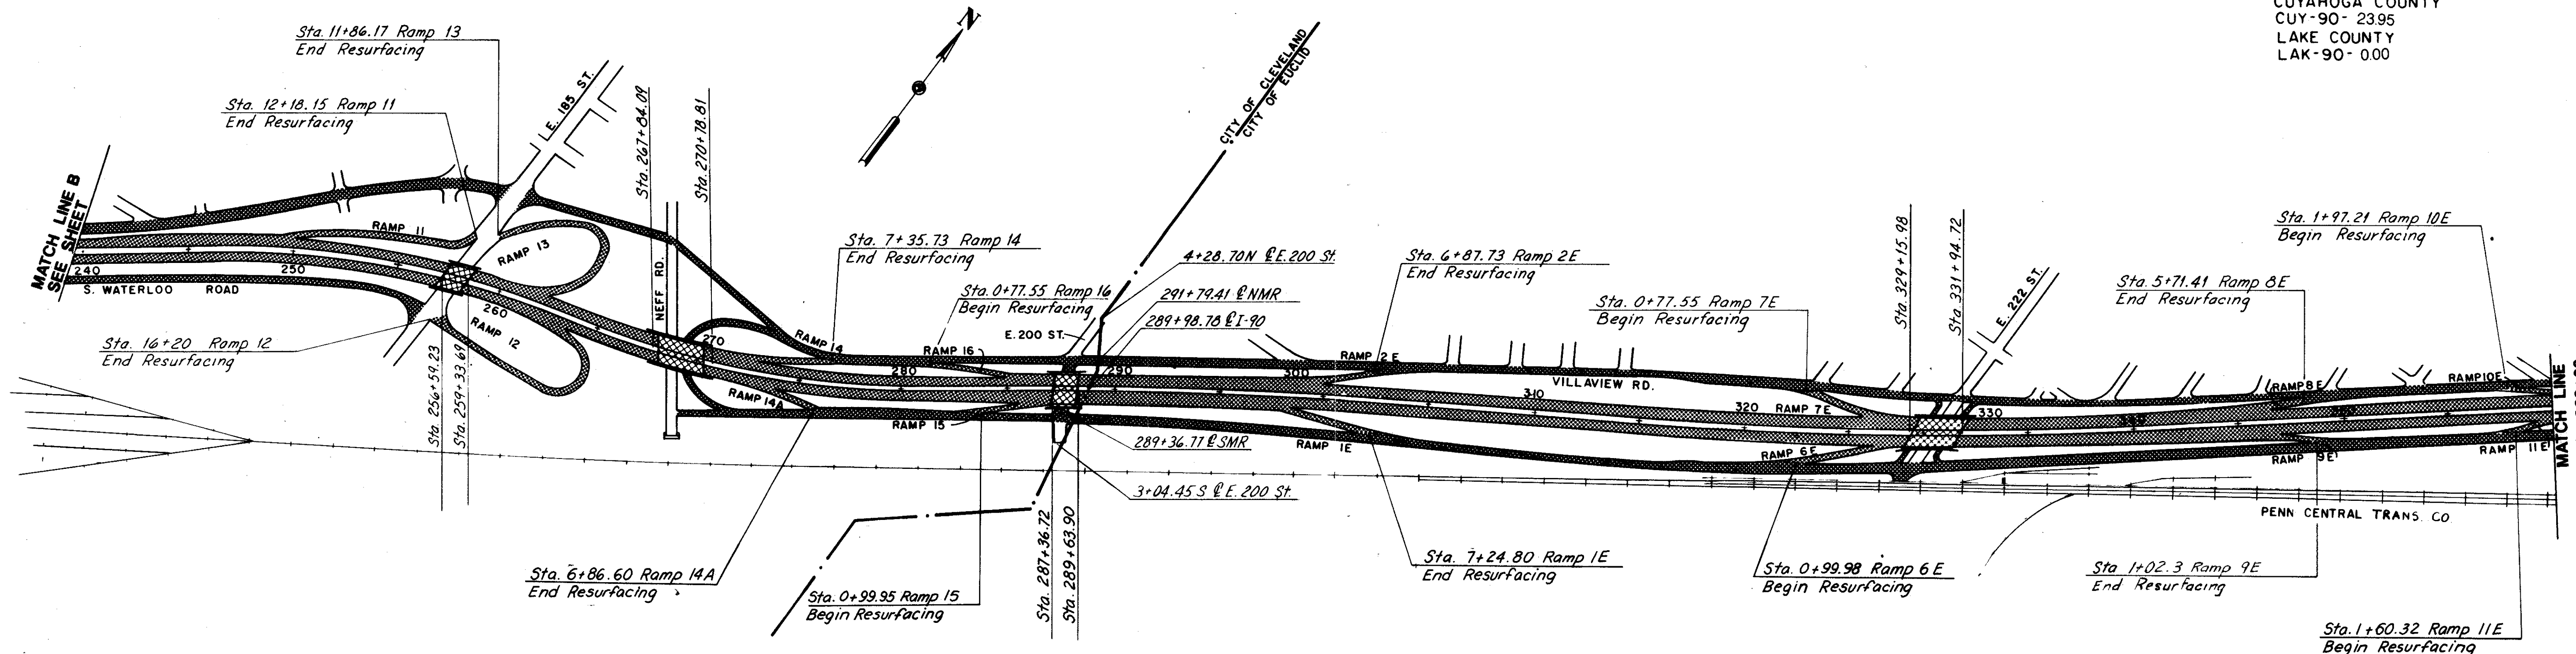 CUYAHOGA COUNTY
CUY-90- 23.95
LAKE COUNTY
LAK-90- 0.00
Sta. 11+86.17 Ramp 13
End Resurfacing
Sta. 12+18.15 Ramp 11
End Resurfacing
E. 185 ST.
Sta. 267+84.09
Sta. 270+78.81
N
CITY OF CLEVELAND
CITY OF EUCLID
MATCH LINE B
SEE SHEET
RAMP 11
RAMP 13
240
250
S. WATERLOO ROAD
260
RAMP 12
NEFF RD.
270
Sta. 16+20 Ramp 12
End Resurfacing
Sta 256+59.23
Sta. 259+33.69
Sta. 7+35.73 Ramp 14
End Resurfacing
Sta. 0+77.55 Ramp 16
Begin Resurfacing
4+28.70N ℄ E.200 St.
291+79.41 ℄ NMR
289+98.78 ℄ I-90
E. 200 ST.
RAMP 14
RAMP 16
280
290
300
RAMP 14A
RAMP 15
289+36.77 ℄ SMR
3+04.45 S ℄ E.200 St.
Sta. 6+86.60 Ramp 14A
End Resurfacing
Sta. 0+99.95 Ramp 15
Begin Resurfacing
Sta. 287+36.72
Sta. 289+63.90
Sta. 6+87.73 Ramp 2E
End Resurfacing
RAMP 2 E
VILLAVIEW RD.
Sta. 0+77.55 Ramp 7E
Begin Resurfacing
310
320
RAMP 7E
RAMP 1E
RAMP 6E
Sta. 7+24.80 Ramp 1E
End Resurfacing
Sta. 0+99.98 Ramp 6E
Begin Resurfacing
Sta. 329+15.98
Sta 331+94.72
E. 222 ST.
330
Sta. 5+71.41 Ramp 8E
End Resurfacing
Sta. 1+97.21 Ramp 10E
Begin Resurfacing
RAMP 8E
RAMP 10E
RAMP 9E
RAMP 11E
MATCH LINE
PENN CENTRAL TRANS. CO.
Sta 1+02.3 Ramp 9E
End Resurfacing
Sta. 1+60.32 Ramp 11E
Begin Resurfacing